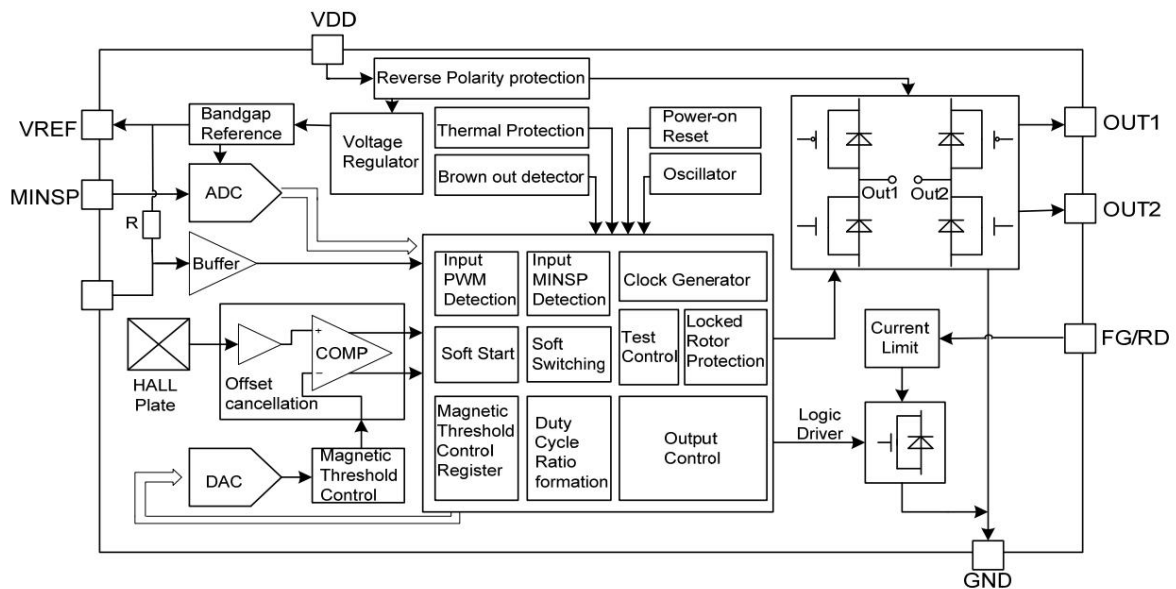 VDD
Reverse Polarity protection
VREF
Bandgap
Reference
Voltage
Regulator
Thermal Protection
Power-on
Reset
Brown out detector
Oscillator
OUT1
Out1
Out2
OUT2
MINSP
ADC
R
Buffer
Input
PWM
Detection
Input
MINSP
Detection
Clock Generator
Soft Start
Soft
Switching
Test
Control
Locked
Rotor
Protection
Magnetic
Threshold
Control
Register
Duty
Cycle
Ratio
formation
Output
Control
HALL
Plate
+
COMP
−
Offset
cancellation
DAC
Magnetic
Threshold
Control
Current
Limit
FG/RD
Logic
Driver
GND